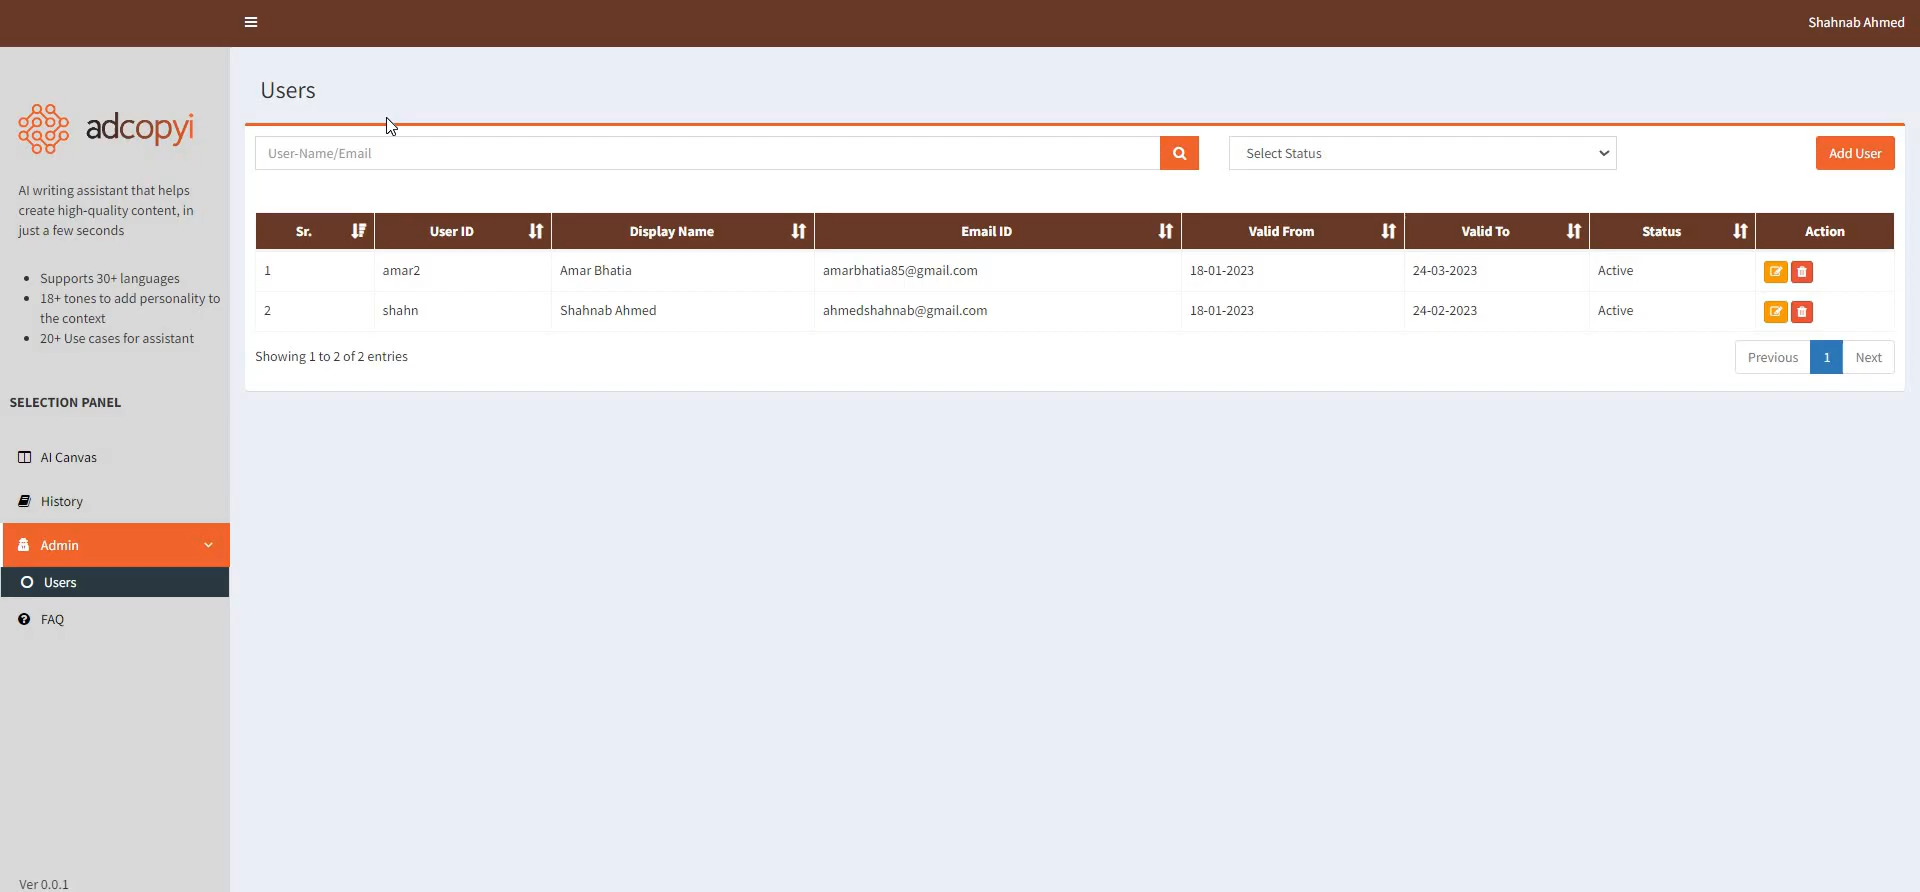 Shahnab Ahmed
adcopyi
AI writing assistant that helps
create high-quality content, in
just a few seconds
Supports 30+ languages
18+ tones to add personality to
the context
20+ Use cases for assistant
SELECTION PANEL
AI Canvas
History
Admin
Users
FAQ
Ver 0.0.1
Users
User-Name/Email
Select Status
Add User
Sr. User ID Display Name Email ID Valid From Valid To Status Action
1 amar2 Amar Bhatia amarbhatia85@gmail.com 18-01-2023 24-03-2023 Active
2 shahn Shahnab Ahmed ahmedshahnab@gmail.com 18-01-2023 24-02-2023 Active
Showing 1 to 2 of 2 entries
Previous 1 Next